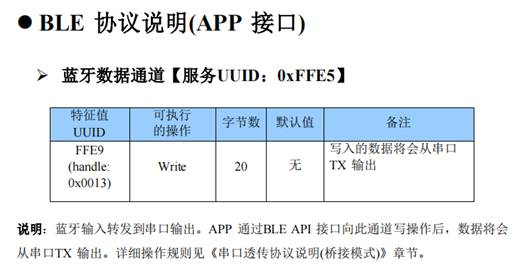 ● BLE 协议说明(APP 接口)
➢ 蓝牙数据通道【服务UUID：0xFFE5】
特征值 UUID 可执行的操作 字节数 默认值 备注
FFE9 (handle: 0x0013) Write 20 无 写入的数据将会从串口 TX 输出
说明：蓝牙输入转发到串口输出。APP 通过BLE API 接口向此通道写操作后，数据将会
从串口TX 输出。详细操作规则见《串口透传协议说明(桥接模式)》章节。